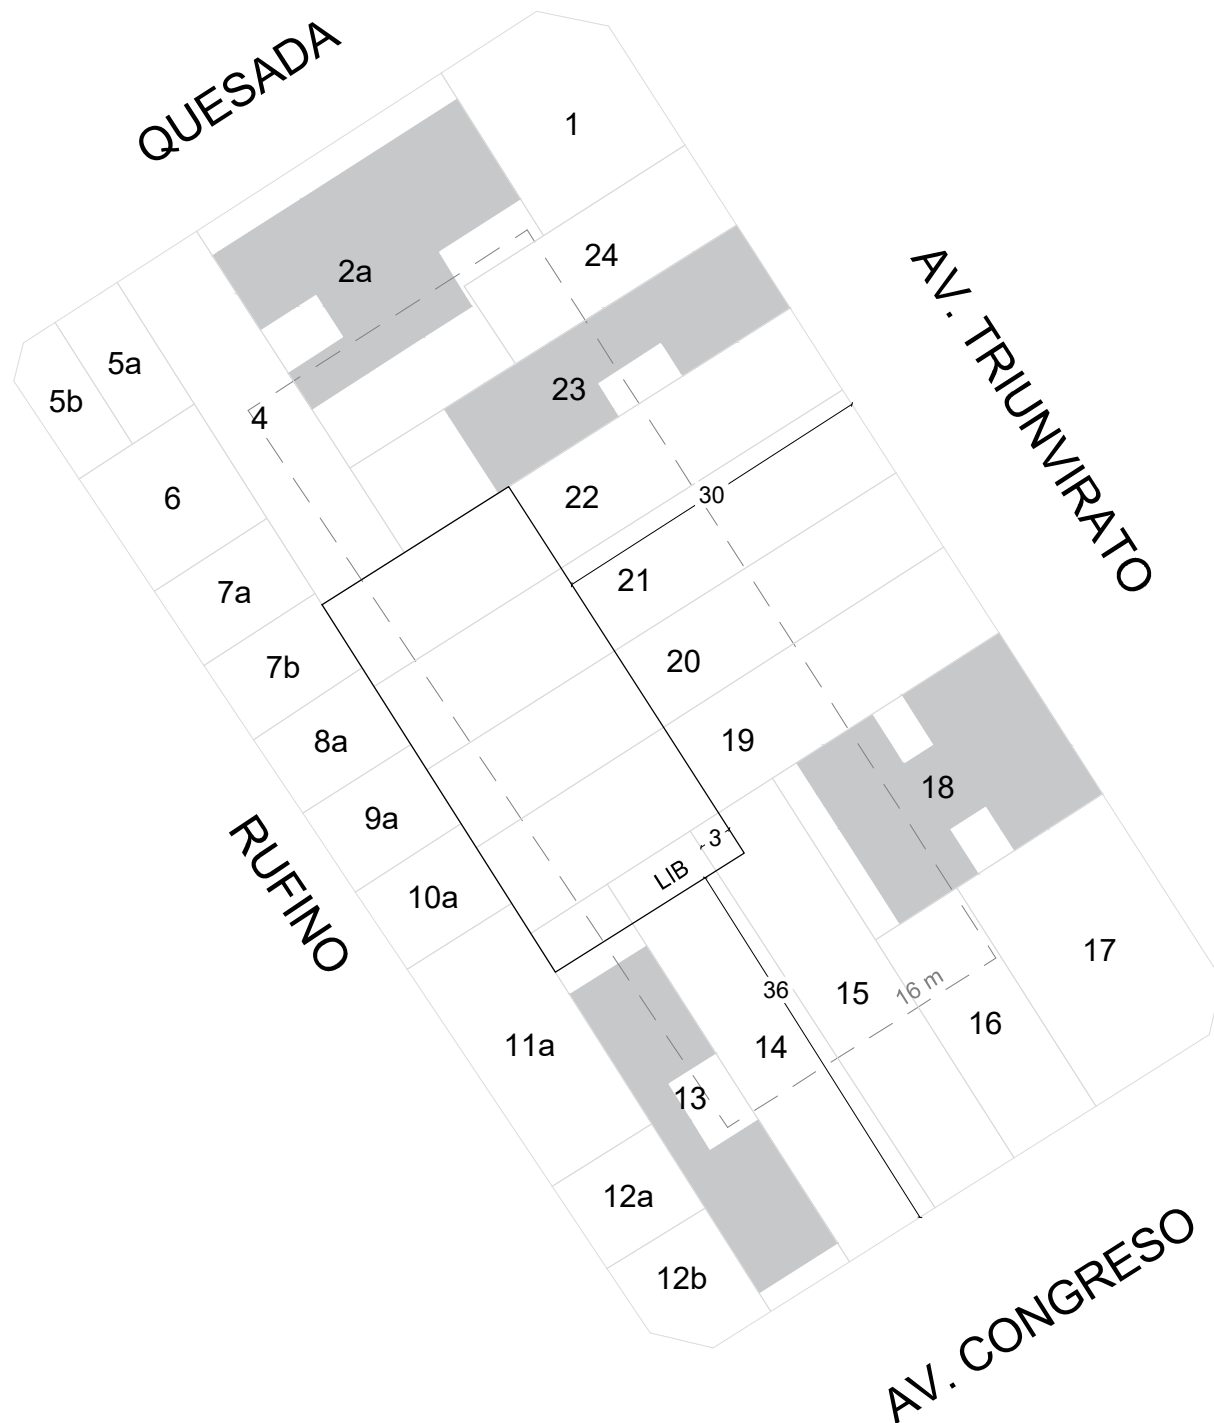 QUESADA
1
24
2a
AV. TRIUNVIRATO
5a
5b
23
4
6
22
30
21
7a
7b
20
8a
19
18
9a
3
LIB
RUFINO
10a
17
36
15
16 m
16
11a
14
13
12a
12b
AV. CONGRESO